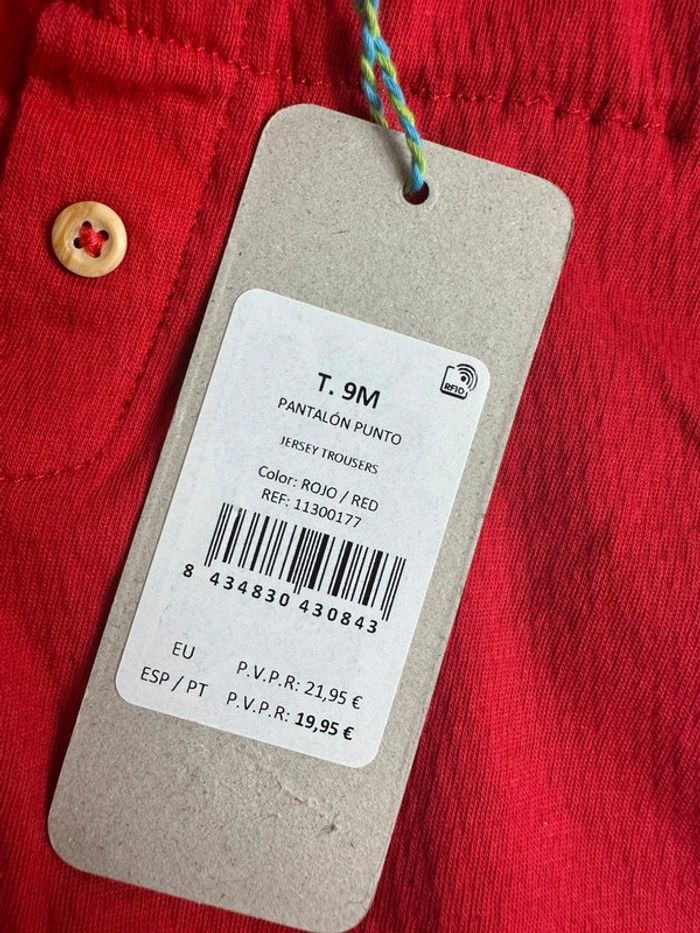 RFID
T. 9M
PANTALÓN PUNTO
JERSEY TROUSERS
Color: ROJO / RED
REF: 11300177
8 434830 430843
EU P.V.P.R: 21,95 €
ESP / PT P.V.P.R: 19,95 €